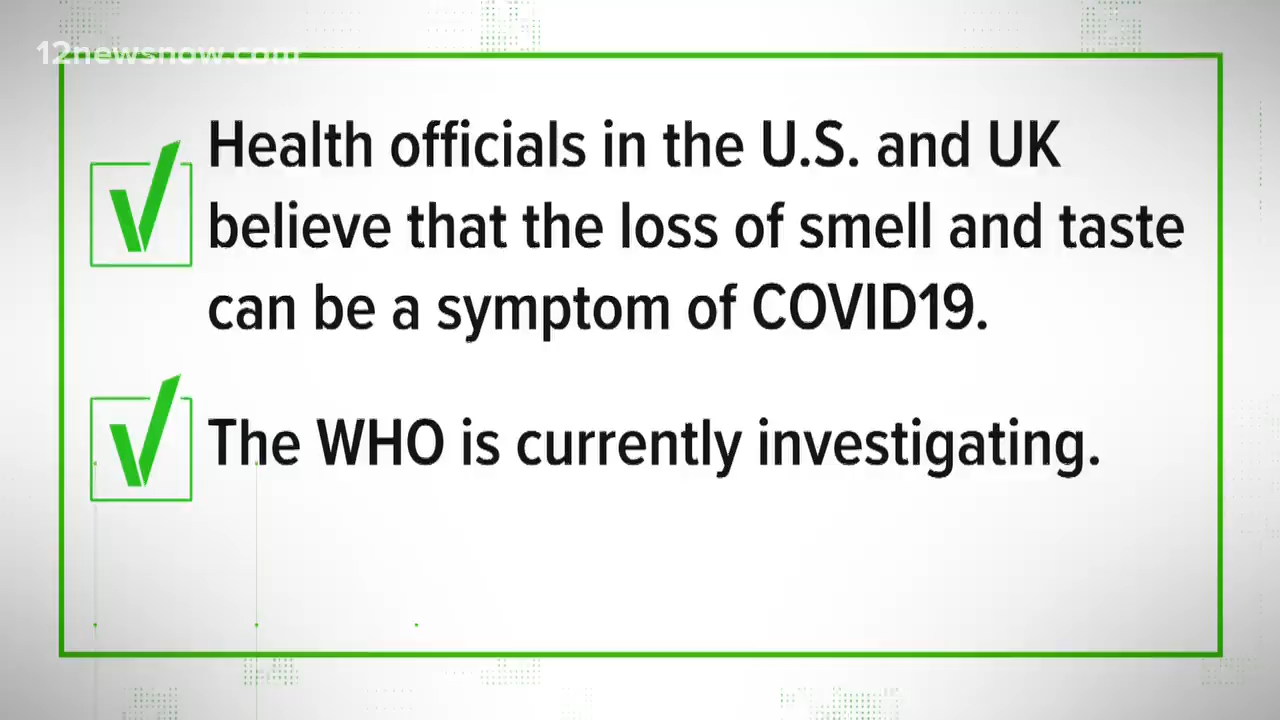 12newsnow.com
Health officials in the U.S. and UK
believe that the loss of smell and taste
can be a symptom of COVID19.
The WHO is currently investigating.